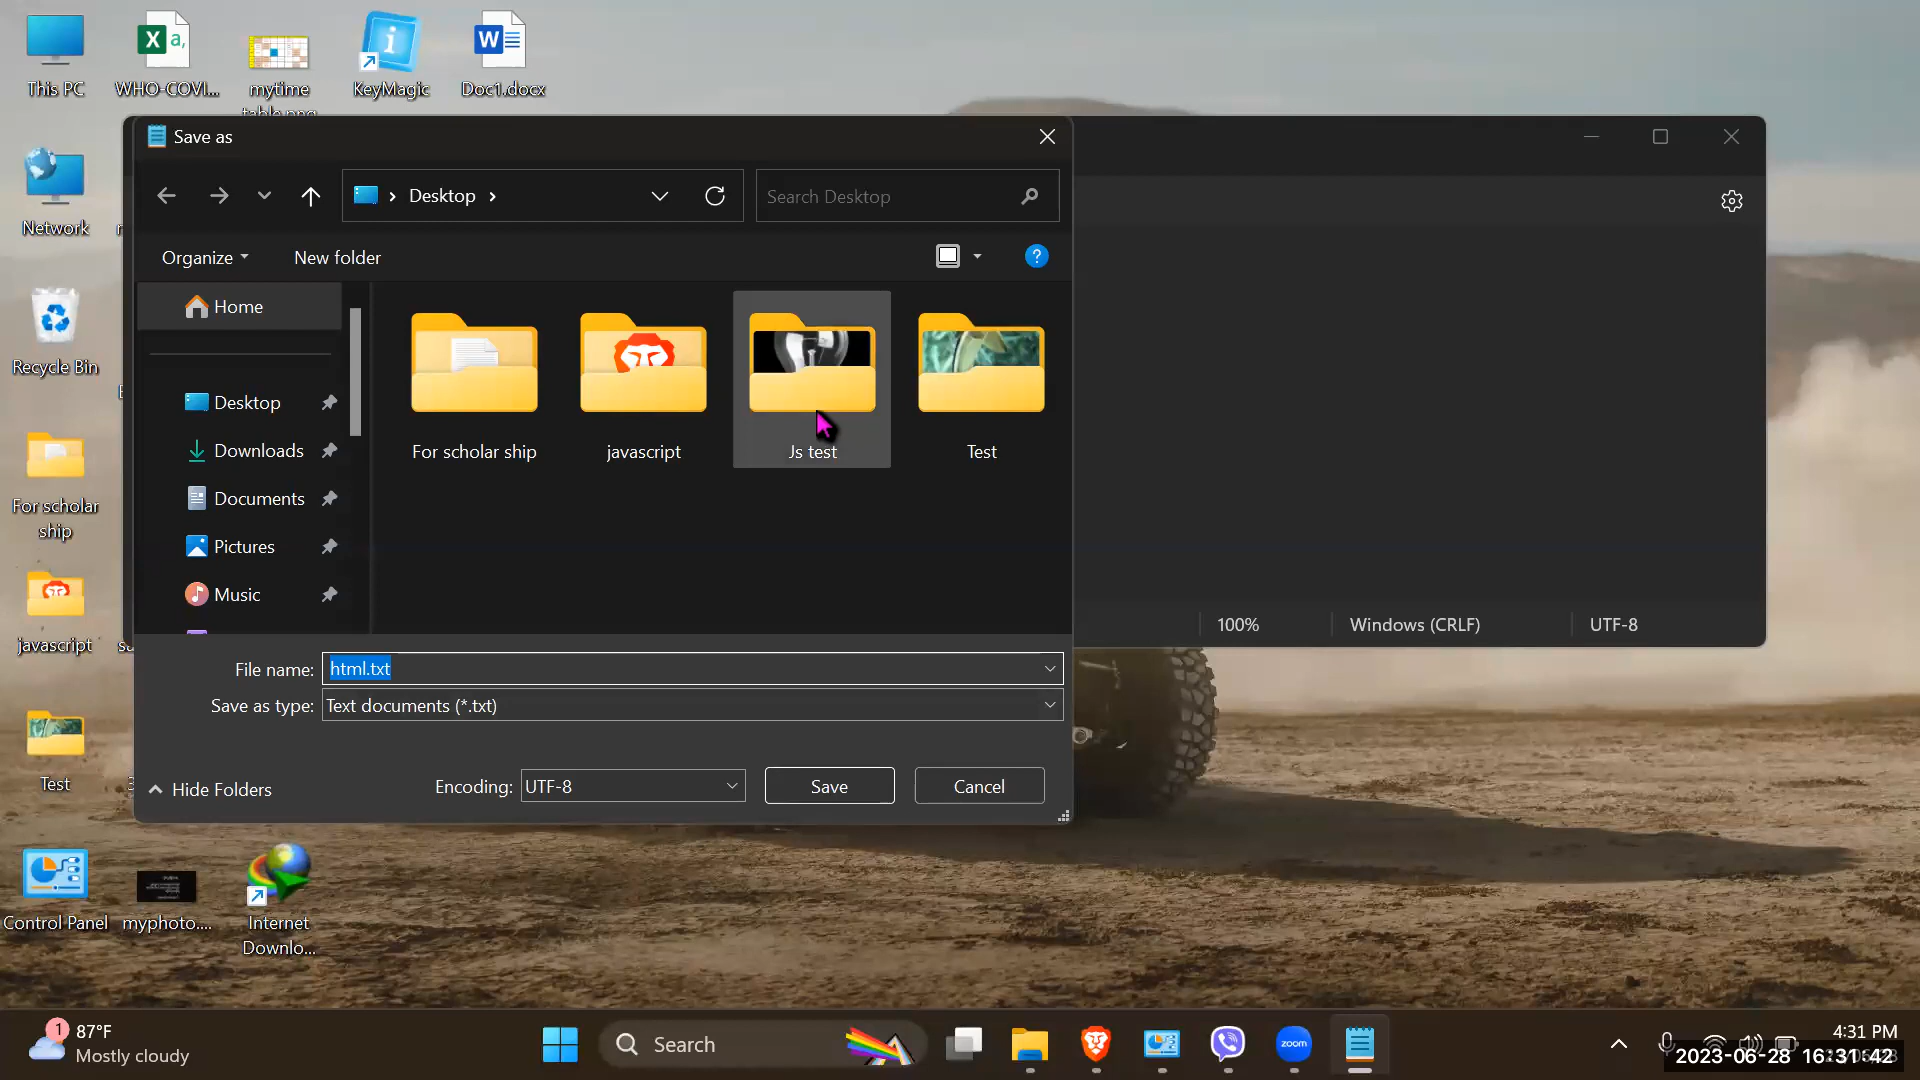 This PC
WHO-COVI...
mytime
KeyMagic
Doc1.docx
Save as
Desktop
Search Desktop
Network
Organize
New folder
Home
Recycle Bin
Desktop
Downloads
Documents
Pictures
Music
For scholar ship
javascript
Js test
Test
For scholar
ship
javascript
Test
100%
Windows (CRLF)
UTF-8
File name:
html.txt
Save as type:
Text documents (*.txt)
Hide Folders
Encoding:
UTF-8
Save
Cancel
Control Panel
myphoto....
Internet
Downlo...
1
87°F
Mostly cloudy
Search
zoom
4:31 PM
2023-06-28 16:31:42